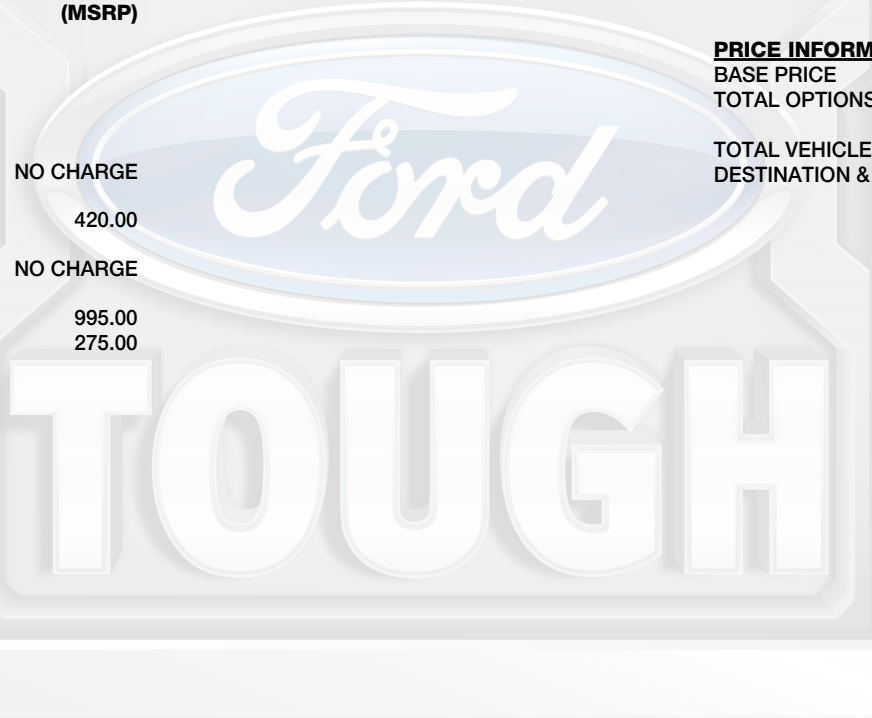 (MSRP)
NO CHARGE
420.00
NO CHARGE
995.00
275.00
PRICE INFORM
BASE PRICE
TOTAL OPTIONS
TOTAL VEHICLE
DESTINATION &
Ford
TOUGH